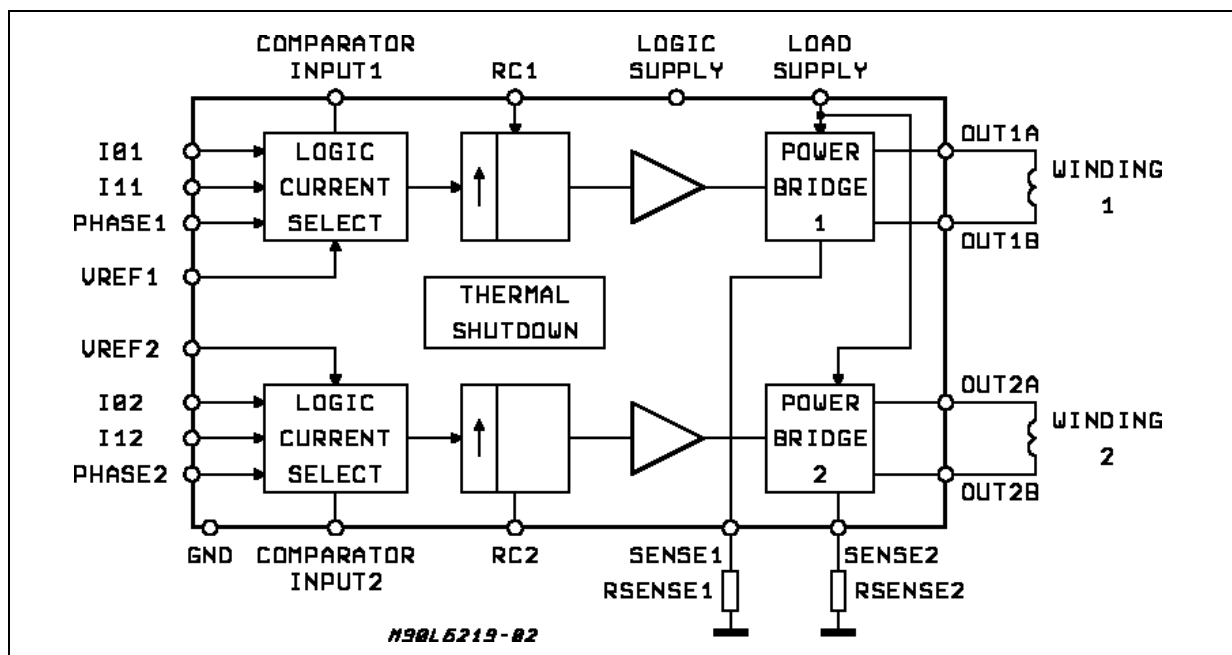 COMPARATOR
INPUT1
RC1
LOGIC
SUPPLY
LOAD
SUPPLY
I01
I11
PHASE1
VREF1
LOGIC
CURRENT
SELECT
POWER
BRIDGE
1
OUT1A
OUT1B
WINDING
1
THERMAL
SHUTDOWN
VREF2
I02
I12
PHASE2
LOGIC
CURRENT
SELECT
POWER
BRIDGE
2
OUT2A
OUT2B
WINDING
2
GND
COMPARATOR
INPUT2
RC2
SENSE1
RSENSE1
SENSE2
RSENSE2
M90L6219-02